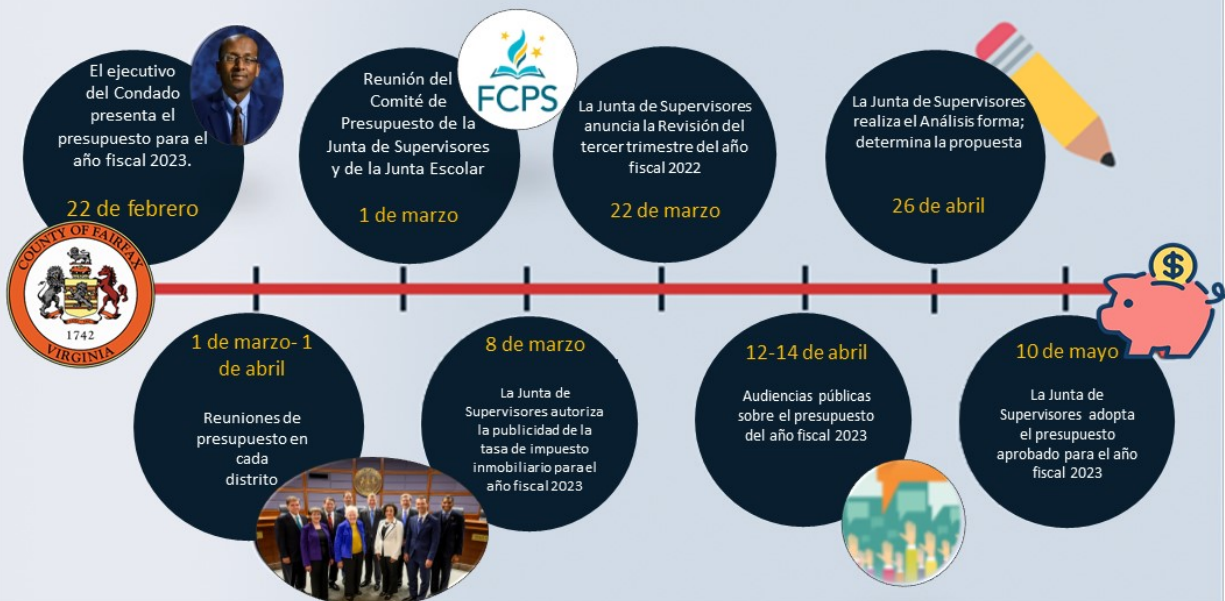 El ejecutivo
del Condado
presenta el
presupuesto para el
año fiscal 2023.
22 de febrero
COUNTY OF FAIRFAX
1742
VIRGINIA
1 de marzo- 1
de abril
Reuniones de
presupuesto en
cada
distrito
Reunión del
Comité de
Presupuesto de la
Junta de Supervisores
y de la Junta Escolar
1 de marzo
FCPS
8 de marzo
La Junta de
Supervisores autoriza
la publicidad de la
tasa de impuesto
inmobiliario para el
año fiscal 2023
La Junta de Supervisores
anuncia la Revisión del
tercer trimestre del año
fiscal 2022
22 de marzo
12-14 de abril
Audiencias públicas
sobre el presupuesto
del año fiscal 2023
La Junta de Supervisores
realiza el Análisis forma;
determina la propuesta
26 de abril
10 de mayo
La Junta de
Supervisores adopta
el presupuesto
aprobado para el año
fiscal 2023
$